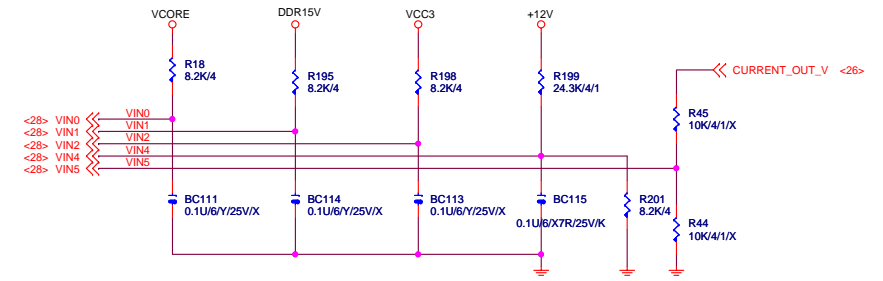 VCORE
DDR15V
VCC3
+12V
R18
8.2K/4
R195
8.2K/4
R198
8.2K/4
R199
24.3K/4/1
CURRENT_OUT_V <26>
R45
10K/4/1/X
<28> VIN0 VIN0
<28> VIN1 VIN1
<28> VIN2 VIN2
<28> VIN4 VIN4
<28> VIN5 VIN5
BC111
0.1U/6/Y/25V/X
BC114
0.1U/6/Y/25V/X
BC113
0.1U/6/Y/25V/X
BC115
0.1U/6/X7R/25V/K
R201
8.2K/4
R44
10K/4/1/X